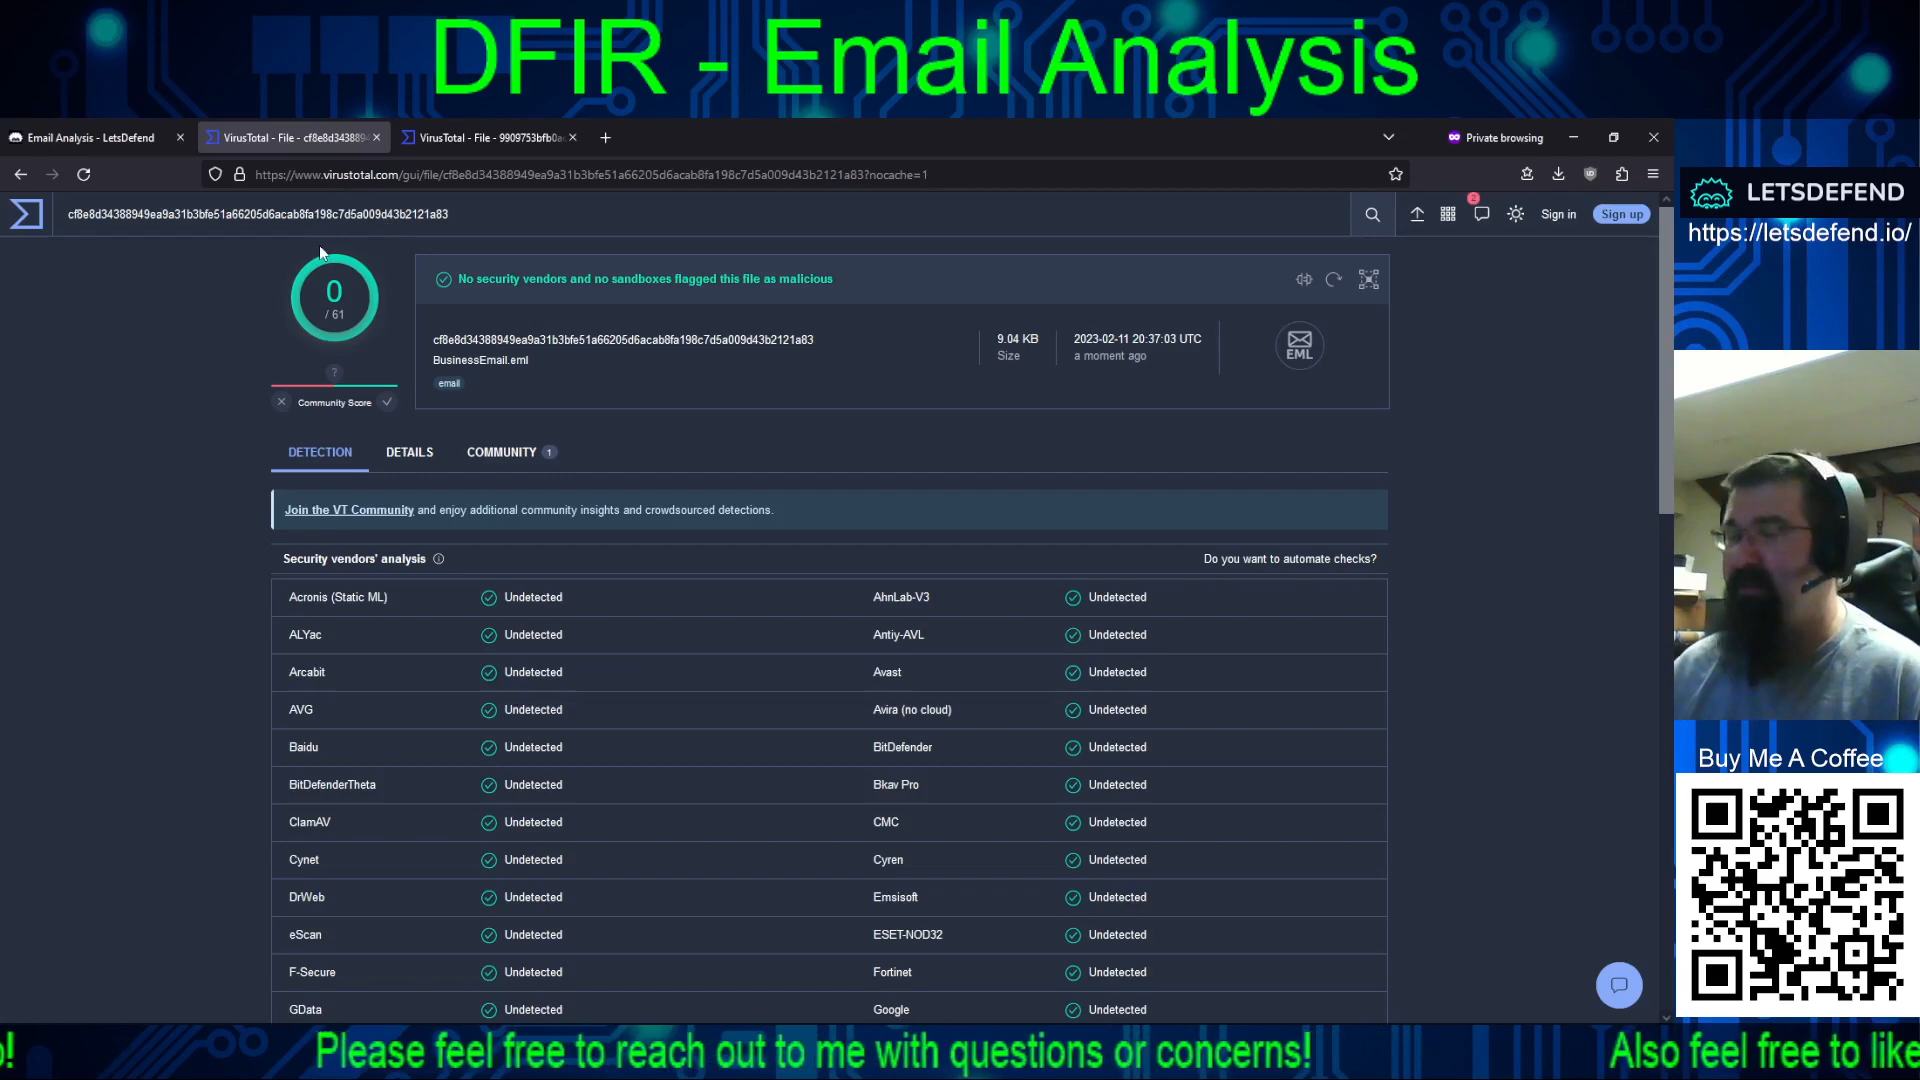 DFIR - Email Analysis
Email Analysis - LetsDefend
VirusTotal - File - cf8e8d343889
VirusTotal - File - 9909753bfb0a
Private browsing
https://www.virustotal.com/gui/file/cf8e8d34388949ea9a31b3bfe51a66205d6acab8fa198c7d5a009d43b2121a83?nocache=1
cf8e8d34388949ea9a31b3bfe51a66205d6acab8fa198c7d5a009d43b2121a83
2
Sign in
Sign up
LETSDEFEND
https://letsdefend.io/
0
/ 61
No security vendors and no sandboxes flagged this file as malicious
cf8e8d34388949ea9a31b3bfe51a66205d6acab8fa198c7d5a009d43b2121a83
BusinessEmail.eml
email
9.04 KB
Size
2023-02-11 20:37:03 UTC
a moment ago
EML
?
Community Score
DETECTION
DETAILS
COMMUNITY 1
Join the VT Community and enjoy additional community insights and crowdsourced detections.
Security vendors' analysis
Do you want to automate checks?
Acronis (Static ML) Undetected AhnLab-V3 Undetected
ALYac Undetected Antiy-AVL Undetected
Arcabit Undetected Avast Undetected
AVG Undetected Avira (no cloud) Undetected
Baidu Undetected BitDefender Undetected
BitDefenderTheta Undetected Bkav Pro Undetected
ClamAV Undetected CMC Undetected
Cynet Undetected Cyren Undetected
DrWeb Undetected Emsisoft Undetected
eScan Undetected ESET-NOD32 Undetected
F-Secure Undetected Fortinet Undetected
GData Undetected Google Undetected
Buy Me A Coffee
Please feel free to reach out to me with questions or concerns! Also feel free to like